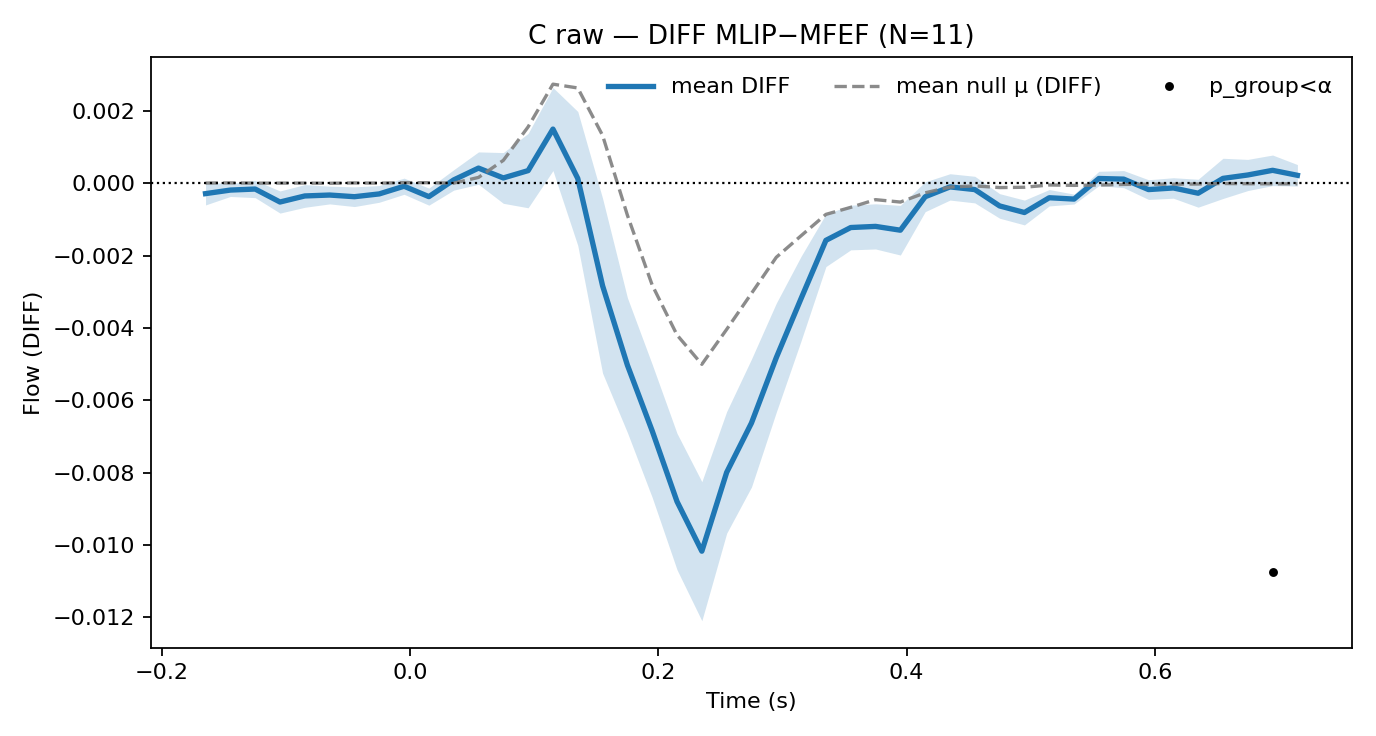 C raw — DIFF MLIP−MFEF (N=11)
mean DIFF
mean null μ (DIFF)
p_group<α
0.002
0.000
−0.002
−0.004
−0.006
−0.008
−0.010
−0.012
Flow (DIFF)
−0.2
0.0
0.2
0.4
0.6
Time (s)